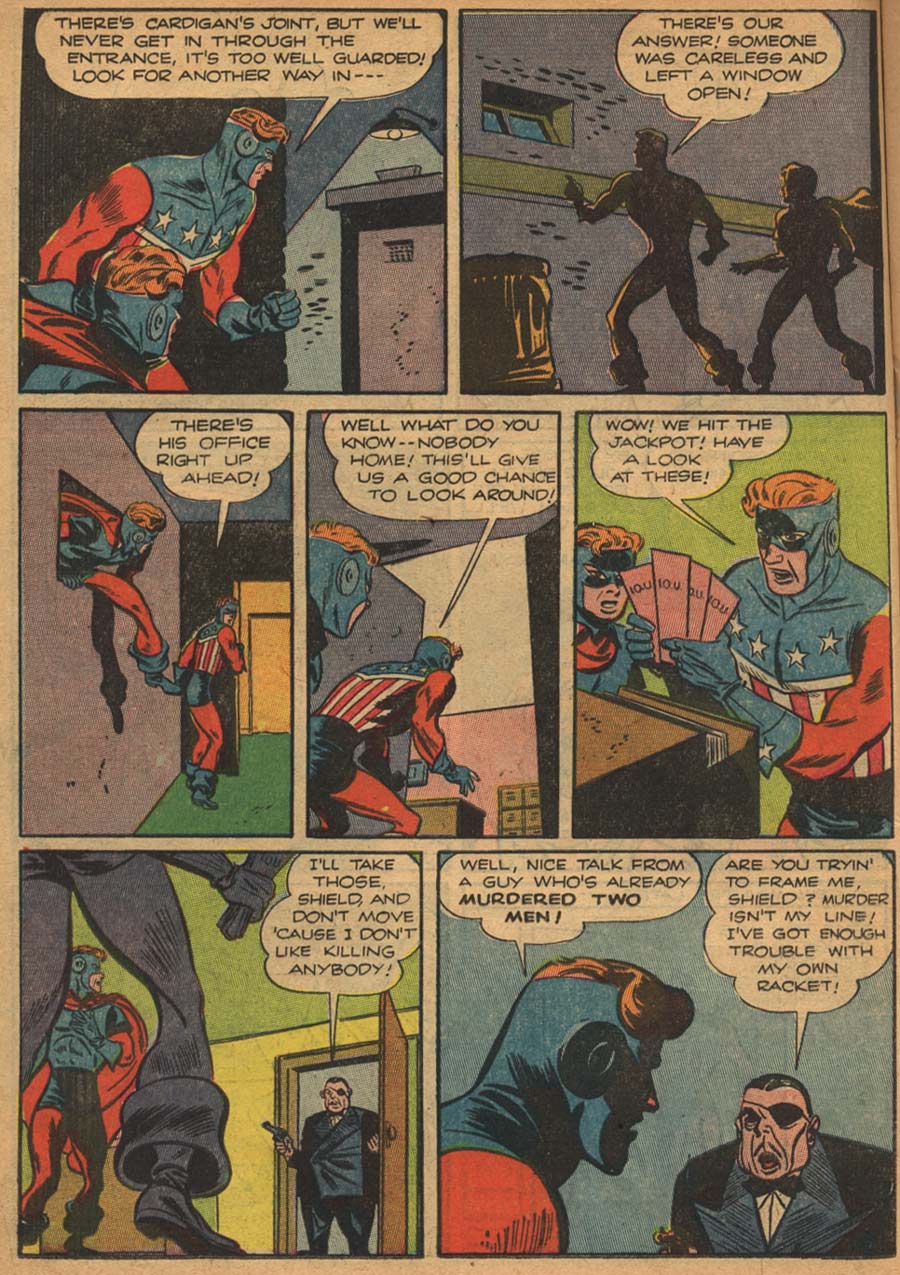 THERE'S CARDIGAN'S JOINT, BUT WE'LL
NEVER GET IN THROUGH THE
ENTRANCE, IT'S TOO WELL GUARDED!
LOOK FOR ANOTHER WAY IN---
THERE'S OUR
ANSWER! SOMEONE
WAS CARELESS AND
LEFT A WINDOW
OPEN!
THERE'S
HIS OFFICE
RIGHT UP
AHEAD!
WELL WHAT DO YOU
KNOW--NOBODY
HOME! THIS'LL GIVE
US A GOOD CHANCE
TO LOOK AROUND!
WOW! WE HIT THE
JACKPOT! HAVE
A LOOK
AT THESE!
I.O.U.
I.O.U.
O.U.
I.O.U.
I'LL TAKE
THOSE,
SHIELD, AND
DON'T MOVE
'CAUSE I DON'T
LIKE KILLING
ANYBODY!
WELL, NICE TALK FROM
A GUY WHO'S ALREADY
MURDERED TWO
MEN!
ARE YOU TRYIN'
TO FRAME ME,
SHIELD? MURDER
ISN'T MY LINE!
I'VE GOT ENOUGH
TROUBLE WITH
MY OWN
RACKET!